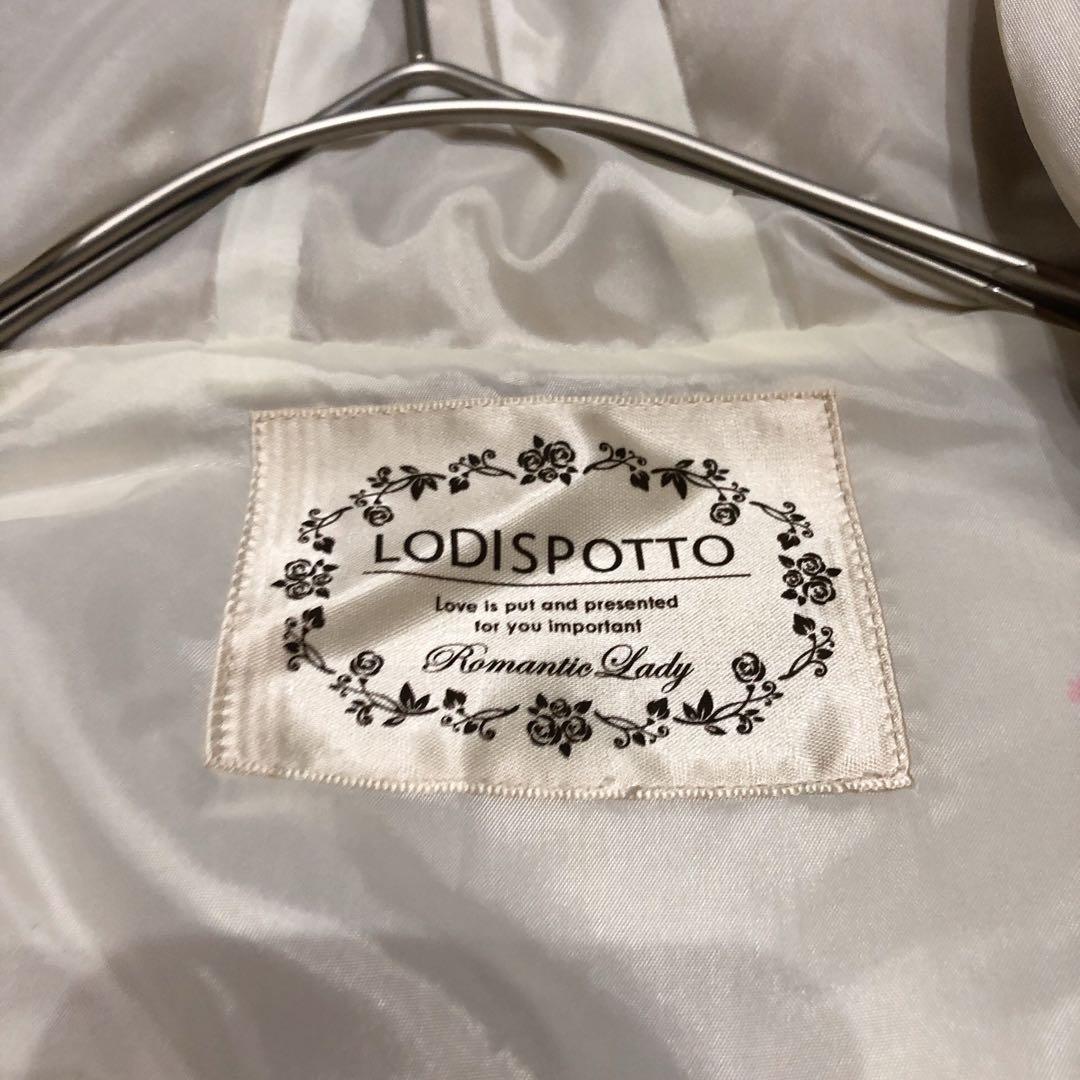 LODISPOTTO
Love is put and presented
for you important
Romantic Lady